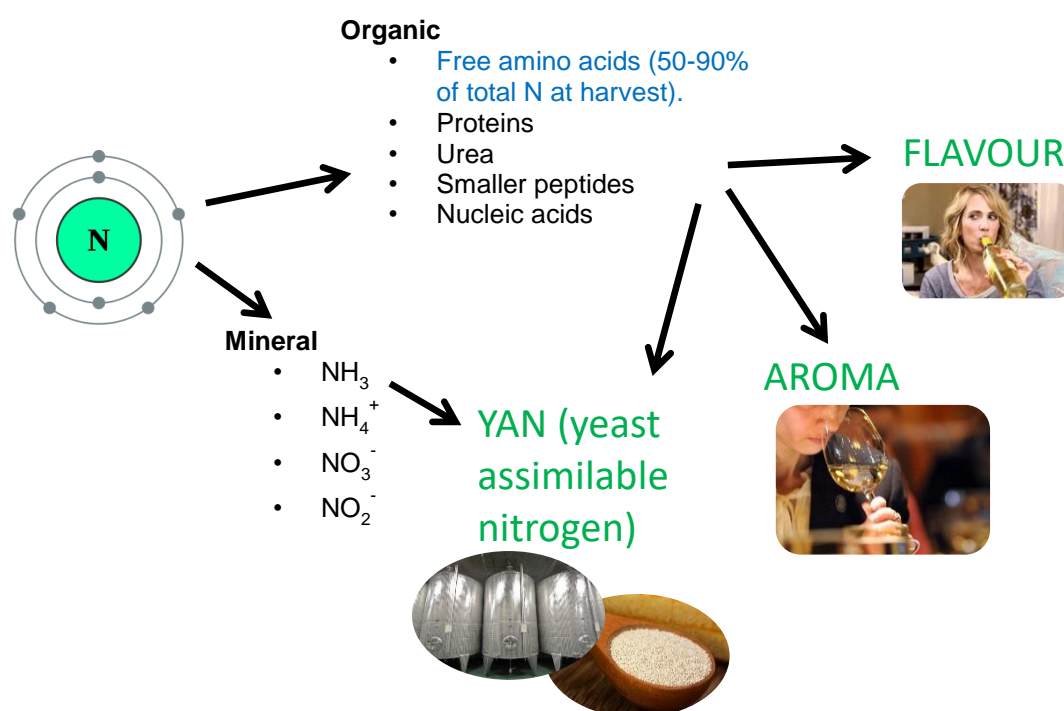 Organic
• Free amino acids (50-90%
of total N at harvest).
• Proteins
• Urea
• Smaller peptides
• Nucleic acids
FLAVOUR
N
Mineral
• NH₃
• NH₄⁺
• NO₃⁻
• NO₂⁻
AROMA
YAN (yeast
assimilable
nitrogen)